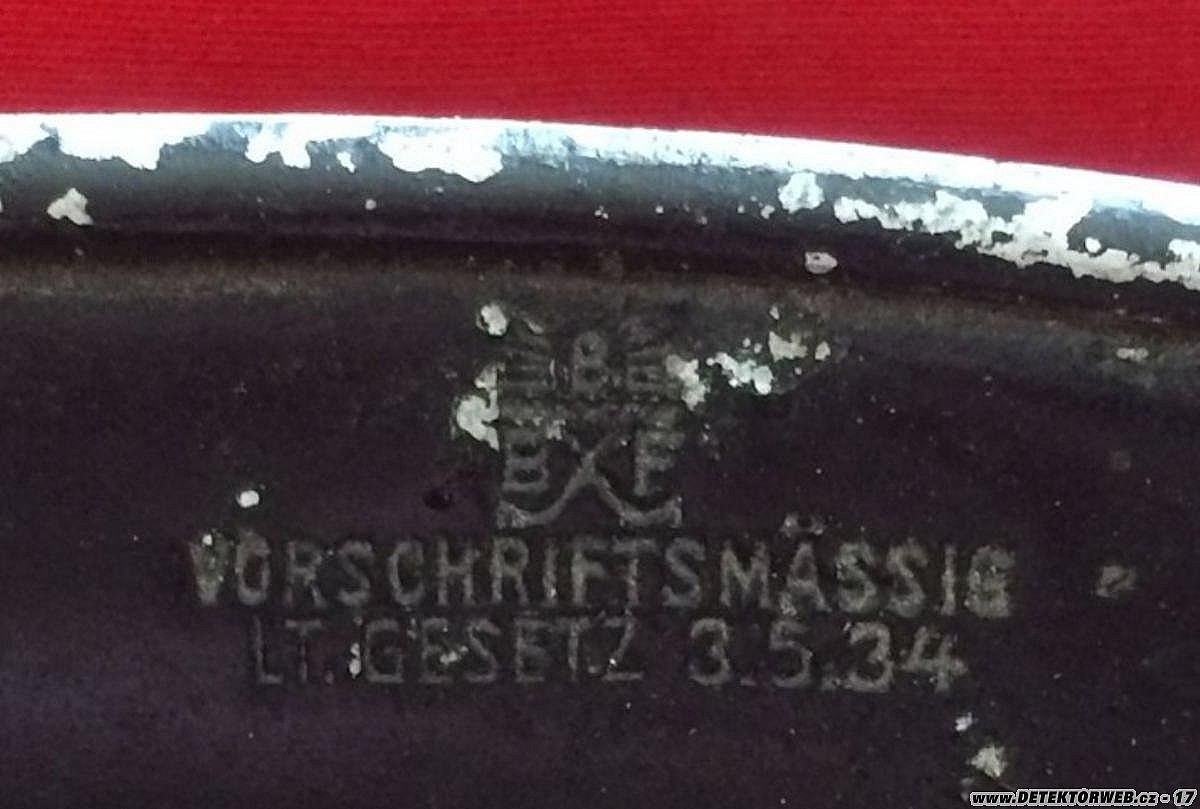 B
B F
VORSCHRIFTSMÄSSIG
LT. GESETZ 3.5.34
www.DETEKTORWEB.cz - 17